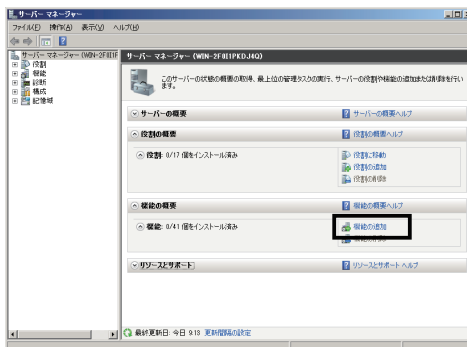 サーバー マネージャー
ファイル(F) 操作(A) 表示(V) ヘルプ(H)
サーバー マネージャー (WIN-2F0I1F
役割
機能
診断
構成
記憶域
サーバー マネージャー (WIN-2F0I1PKDJ4Q)
このサーバーの状態の概要の取得、最上位の管理タスクの実行、サーバーの役割や機能の追加または削除を行います。
サーバーの概要
サーバーの概要ヘルプ
役割の概要
役割の概要ヘルプ
役割: 0/17 個をインストール済み
役割に移動
役割の追加
役割の削除
機能の概要
機能の概要ヘルプ
機能: 0/41 個をインストール済み
機能の追加
リソースとサポート
リソースとサポート ヘルプ
最終更新日: 今日 9:13 更新間隔の設定